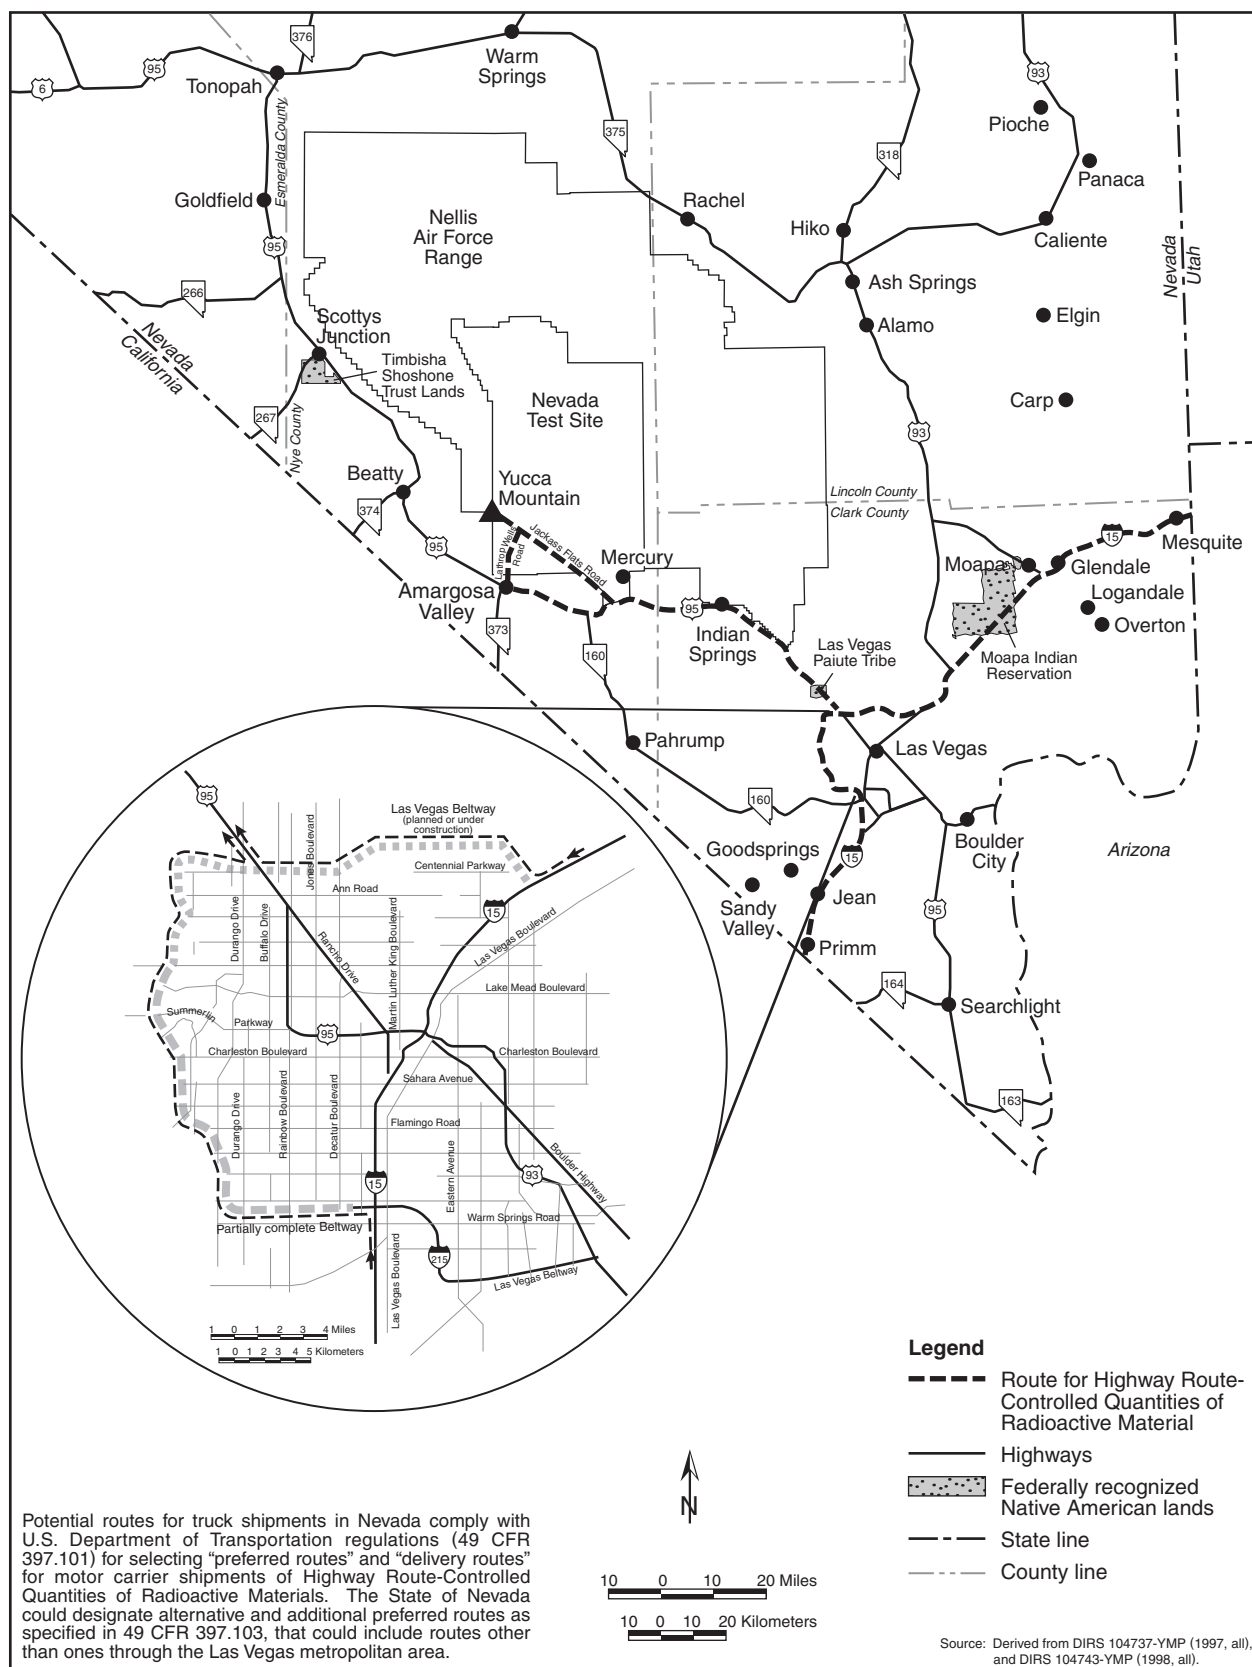 376
Warm
Springs
95
6
Tonopah
93
Pioche
Esmeralda County
375
318
Panaca
Goldfield
Rachel
Nellis
Air Force
Range
Hiko
Caliente
95
Nevada
Utah
266
Ash Springs
Scottys
Junction
Elgin
Alamo
Nevada
California
Timbisha
Shoshone
Trust Lands
Nevada
Test Site
Carp
267
Nye County
93
Beatty
Yucca
Mountain
Lincoln County
Clark County
374
Jackass Flats Road
Lathrop Wells
Road
95
15
Mesquite
Mercury
Moapa
Glendale
Amargosa
Valley
Logandale
95
Overton
373
Indian
Springs
Las Vegas
Paiute Tribe
160
Moapa Indian
Reservation
Pahrump
Las Vegas
160
Boulder
City
Arizona
Goodsprings
15
Sandy
Valley
Jean
95
Primm
164
Searchlight
163
95
Las Vegas Beltway
(planned or under
construction)
Jones Boulevard
Centennial Parkway
Ann Road
15
Durango Drive
Buffalo Drive
Rancho Drive
Martin Luther King Boulevard
Las Vegas Boulevard
Lake Mead Boulevard
Summerlin
Parkway
95
Charleston Boulevard
Charleston Boulevard
Sahara Avenue
Durango Drive
Rainbow Boulevard
Decatur Boulevard
Flamingo Road
Eastern Avenue
Boulder Highway
93
15
Warm Springs Road
Partially complete Beltway
215
Las Vegas Boulevard
Las Vegas Beltway
1 0 1 2 3 4 Miles
1 0 1 2 3 4 5 Kilometers
Legend
Route for Highway Route-
Controlled Quantities of
Radioactive Material
Highways
Federally recognized
Native American lands
State line
County line
N
10 0 10 20 Miles
10 0 10 20 Kilometers
Potential routes for truck shipments in Nevada comply with
U.S. Department of Transportation regulations (49 CFR
397.101) for selecting “preferred routes” and “delivery routes”
for motor carrier shipments of Highway Route-Controlled
Quantities of Radioactive Materials. The State of Nevada
could designate alternative and additional preferred routes as
specified in 49 CFR 397.103, that could include routes other
than ones through the Las Vegas metropolitan area.
Source: Derived from DIRS 104737-YMP (1997, all),
and DIRS 104743-YMP (1998, all).